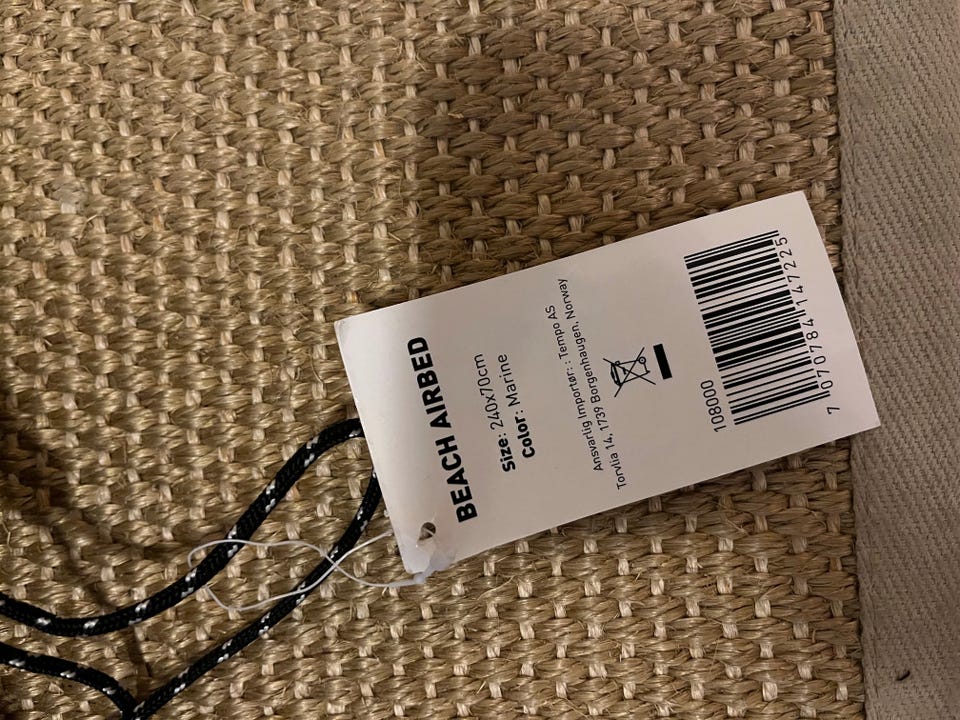 BEACH AIRBED
Size: 240x70cm
Color: Marine
Ansvarlig Importør: : Tempo AS
Torvlia 14, 1739 Borgenhaugen, Norway
108000
7070784147225